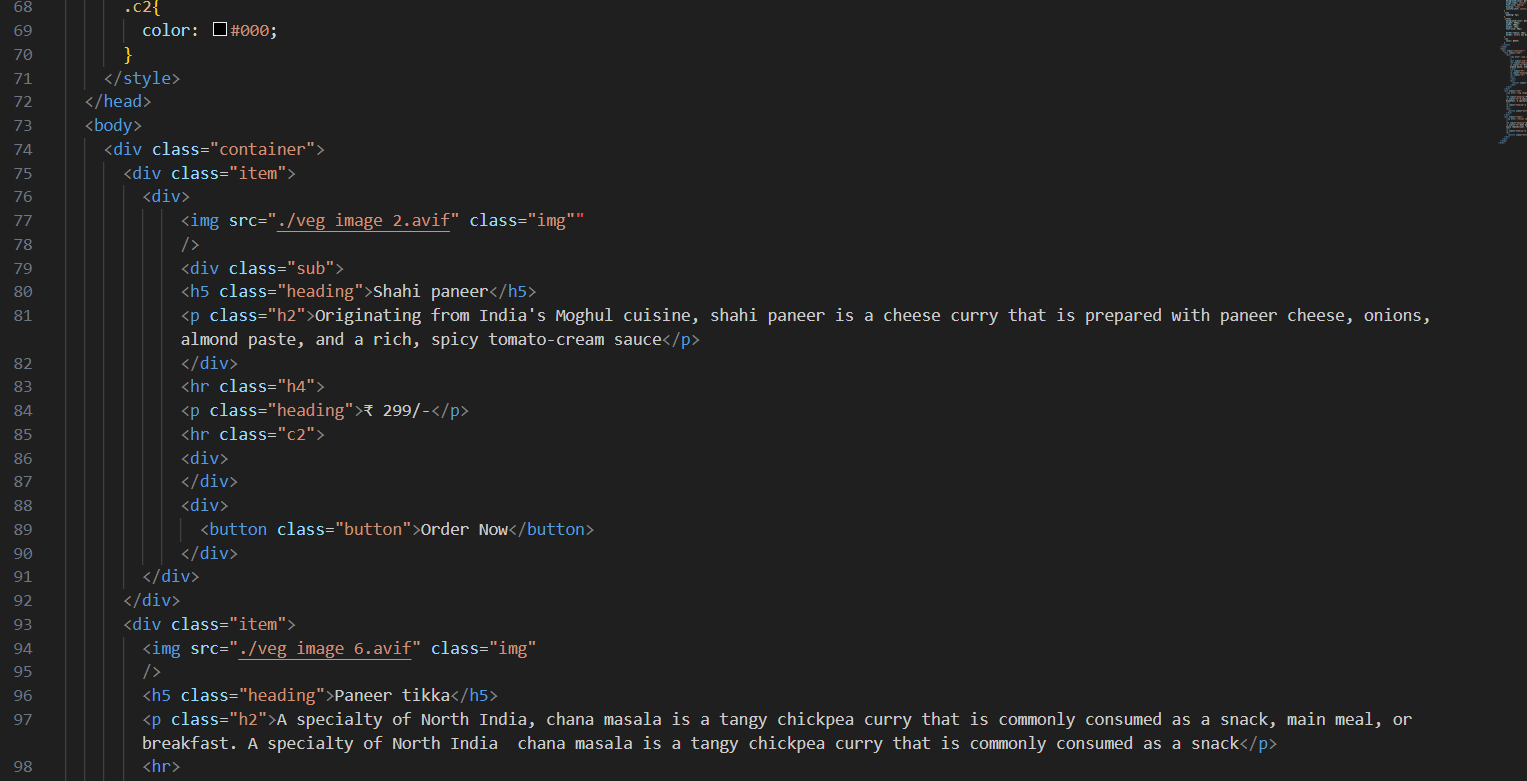 68 .c2{
69 color: #000;
70 }
71 </style>
72 </head>
73 <body>
74 <div class="container">
75 <div class="item">
76 <div>
77 <img src="./veg image 2.avif" class="img""
78 />
79 <div class="sub">
80 <h5 class="heading">Shahi paneer</h5>
81 <p class="h2">Originating from India's Moghul cuisine, shahi paneer is a cheese curry that is prepared with paneer cheese, onions,
almond paste, and a rich, spicy tomato-cream sauce</p>
82 </div>
83 <hr class="h4">
84 <p class="heading">₹ 299/-</p>
85 <hr class="c2">
86 <div>
87 </div>
88 <div>
89 <button class="button">Order Now</button>
90 </div>
91 </div>
92 </div>
93 <div class="item">
94 <img src="./veg image 6.avif" class="img"
95 />
96 <h5 class="heading">Paneer tikka</h5>
97 <p class="h2">A specialty of North India, chana masala is a tangy chickpea curry that is commonly consumed as a snack, main meal, or
breakfast. A specialty of North India  chana masala is a tangy chickpea curry that is commonly consumed as a snack</p>
98 <hr>